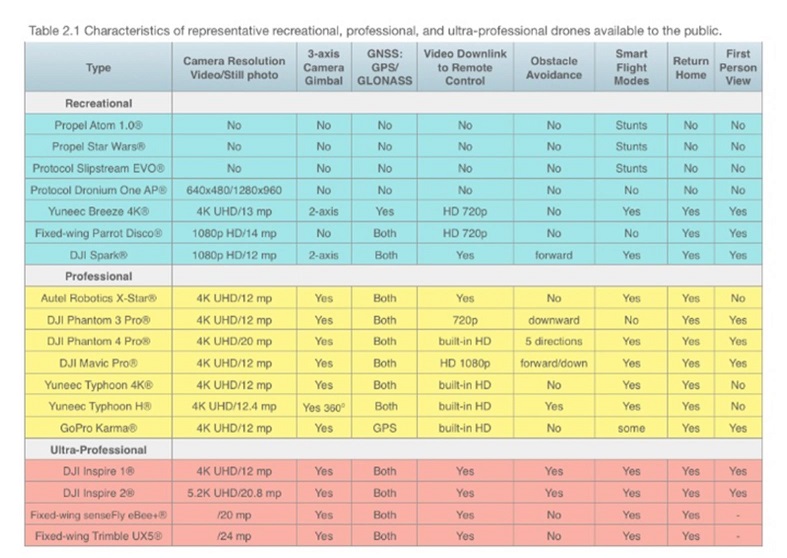 Table 2.1 Characteristics of representative recreational, professional, and ultra-professional drones available to the public.
Type Camera Resolution Video/Still photo 3-axis Camera Gimbal GNSS: GPS/ GLONASS Video Downlink to Remote Control Obstacle Avoidance Smart Flight Modes Return Home First Person View
Recreational
Propel Atom 1.0® No No No No No Stunts No No
Propel Star Wars® No No No No No Stunts No No
Protocol Slipstream EVO® No No No No No Stunts No No
Protocol Dronium One AP® 640x480/1280x960 No No No No No No No
Yuneec Breeze 4K® 4K UHD/13 mp 2-axis Yes HD 720p No Yes Yes Yes
Fixed-wing Parrot Disco® 1080p HD/14 mp No Both HD 720p No No Yes Yes
DJI Spark® 1080p HD/12 mp 2-axis Both Yes forward Yes Yes Yes
Professional
Autel Robotics X-Star® 4K UHD/12 mp Yes Both Yes No Yes Yes No
DJI Phantom 3 Pro® 4K UHD/12 mp Yes Both 720p downward No Yes Yes
DJI Phantom 4 Pro® 4K UHD/20 mp Yes Both built-in HD 5 directions Yes Yes Yes
DJI Mavic Pro® 4K UHD/12 mp Yes Both HD 1080p forward/down Yes Yes Yes
Yuneec Typhoon 4K® 4K UHD/12 mp Yes Both built-in HD No Yes Yes No
Yuneec Typhoon H® 4K UHD/12.4 mp Yes 360° Both built-in HD Yes Yes Yes No
GoPro Karma® 4K UHD/12 mp Yes GPS built-in HD No some Yes Yes
Ultra-Professional
DJI Inspire 1® 4K UHD/12 mp Yes Both Yes Yes Yes Yes Yes
DJI Inspire 2® 5.2K UHD/20.8 mp Yes Both Yes Yes Yes Yes Yes
Fixed-wing senseFly eBee+® /20 mp Yes Both Yes No Yes Yes -
Fixed-wing Trimble UX5® /24 mp Yes Both Yes No Yes Yes -